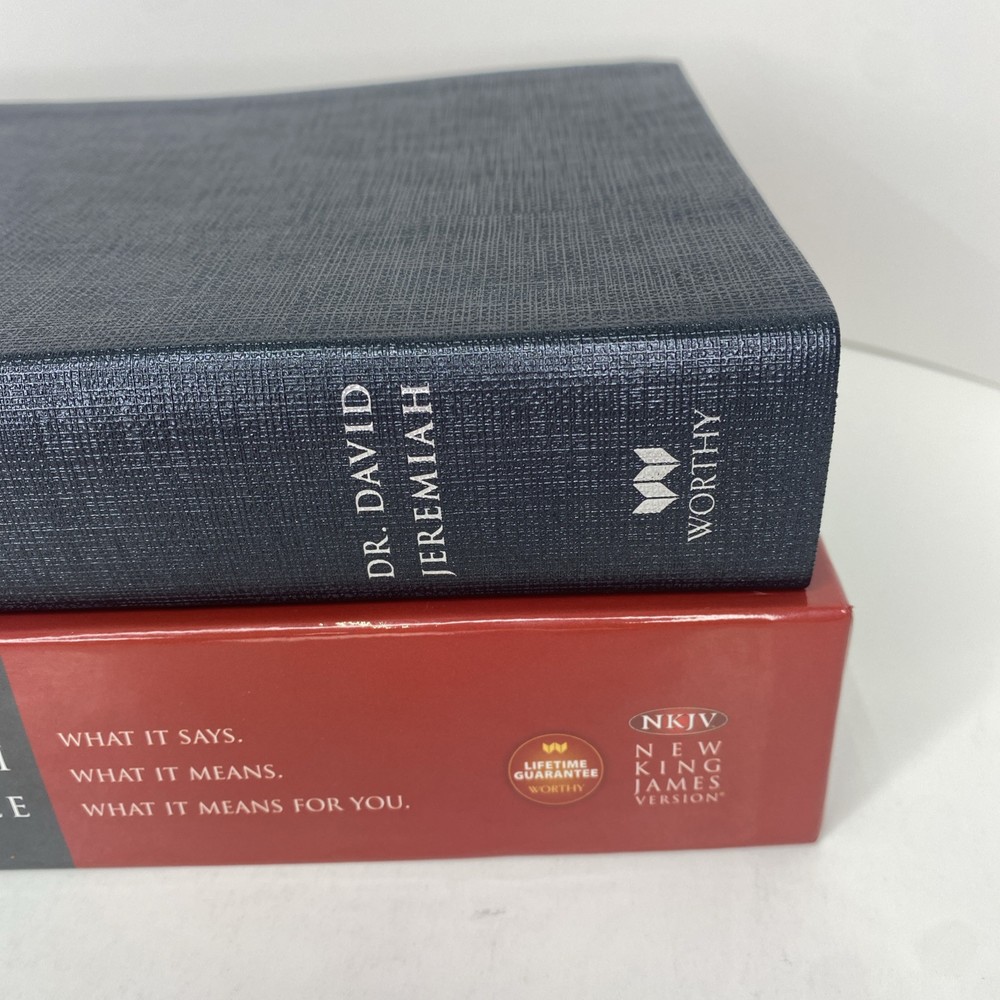 DR. DAVID
JEREMIAH
WORTHY
WHAT IT SAYS.
WHAT IT MEANS.
WHAT IT MEANS FOR YOU.
LIFETIME
GUARANTEE
WORTHY
NKJV
NEW
KING
JAMES
VERSION®